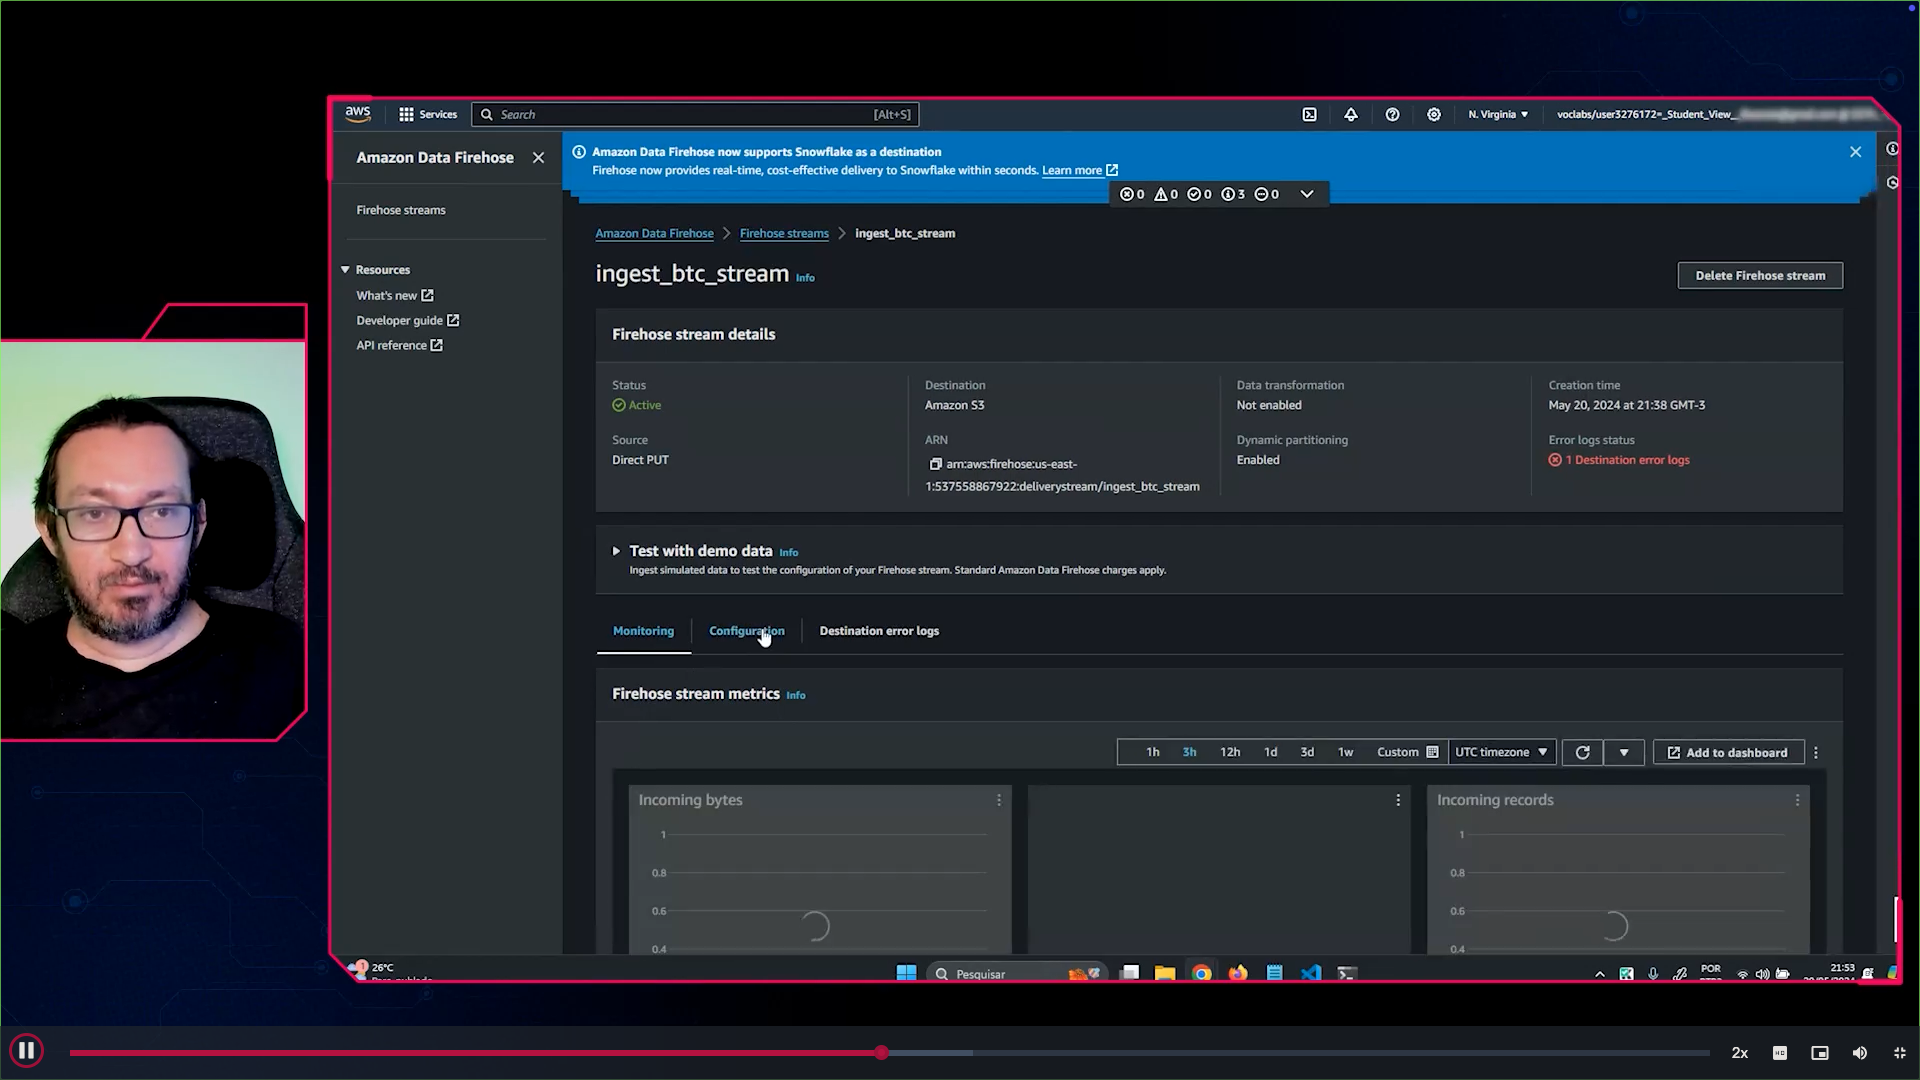 aws
Services
Search
[Alt+S]
N. Virginia
voclabs/user3276172=_Student_View_
Amazon Data Firehose
Firehose streams
Resources
What's new
Developer guide
API reference
Amazon Data Firehose now supports Snowflake as a destination
Firehose now provides real-time, cost-effective delivery to Snowflake within seconds. Learn more
0 0 0 3 0
Amazon Data Firehose > Firehose streams > ingest_btc_stream
ingest_btc_stream Info
Delete Firehose stream
Firehose stream details
Status
Active
Source
Direct PUT
Destination
Amazon S3
ARN
arn:aws:firehose:us-east-
1:537558867922:deliverystream/ingest_btc_stream
Data transformation
Not enabled
Dynamic partitioning
Enabled
Creation time
May 20, 2024 at 21:38 GMT-3
Error logs status
1 Destination error logs
Test with demo data Info
Ingest simulated data to test the configuration of your Firehose stream. Standard Amazon Data Firehose charges apply.
Monitoring
Configuration
Destination error logs
Firehose stream metrics Info
1h 3h 12h 1d 3d 1w Custom
UTC timezone
Add to dashboard
Incoming bytes
1
0.8
0.6
0.4
Incoming records
1
0.8
0.6
0.4
1
26°C
Pesquisar
POR
21:53
2x
HD